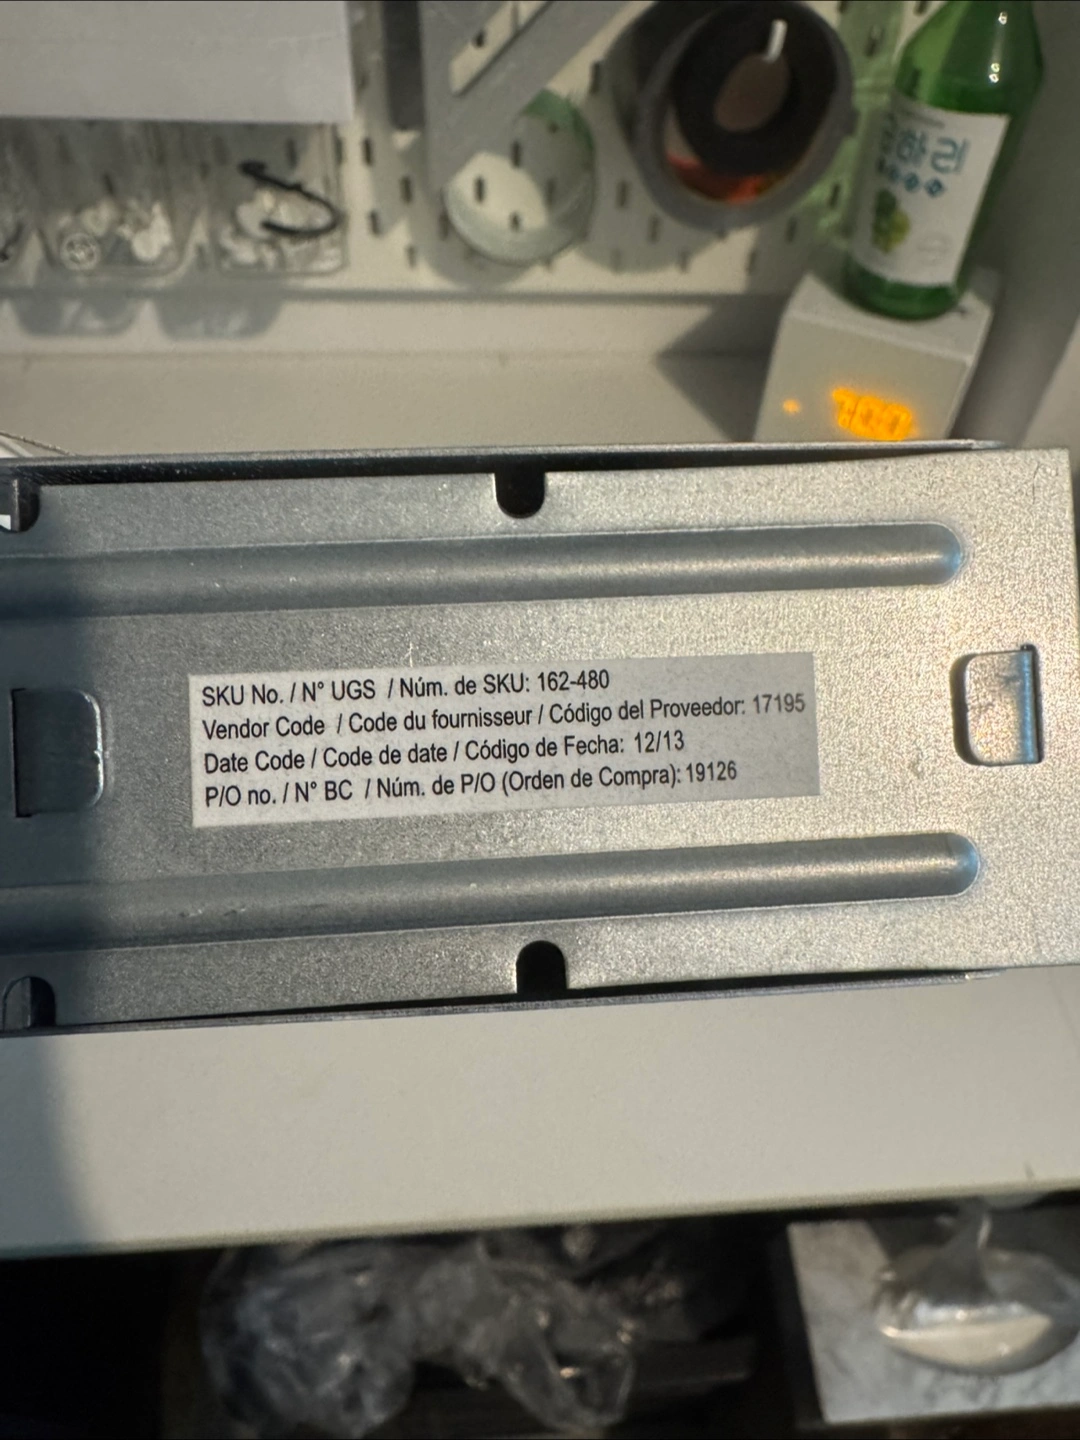 SKU No. / N° UGS / Núm. de SKU: 162-480
Vendor Code / Code du fournisseur / Código del Proveedor: 17195
Date Code / Code de date / Código de Fecha: 12/13
P/O no. / N° BC / Núm. de P/O (Orden de Compra): 19126